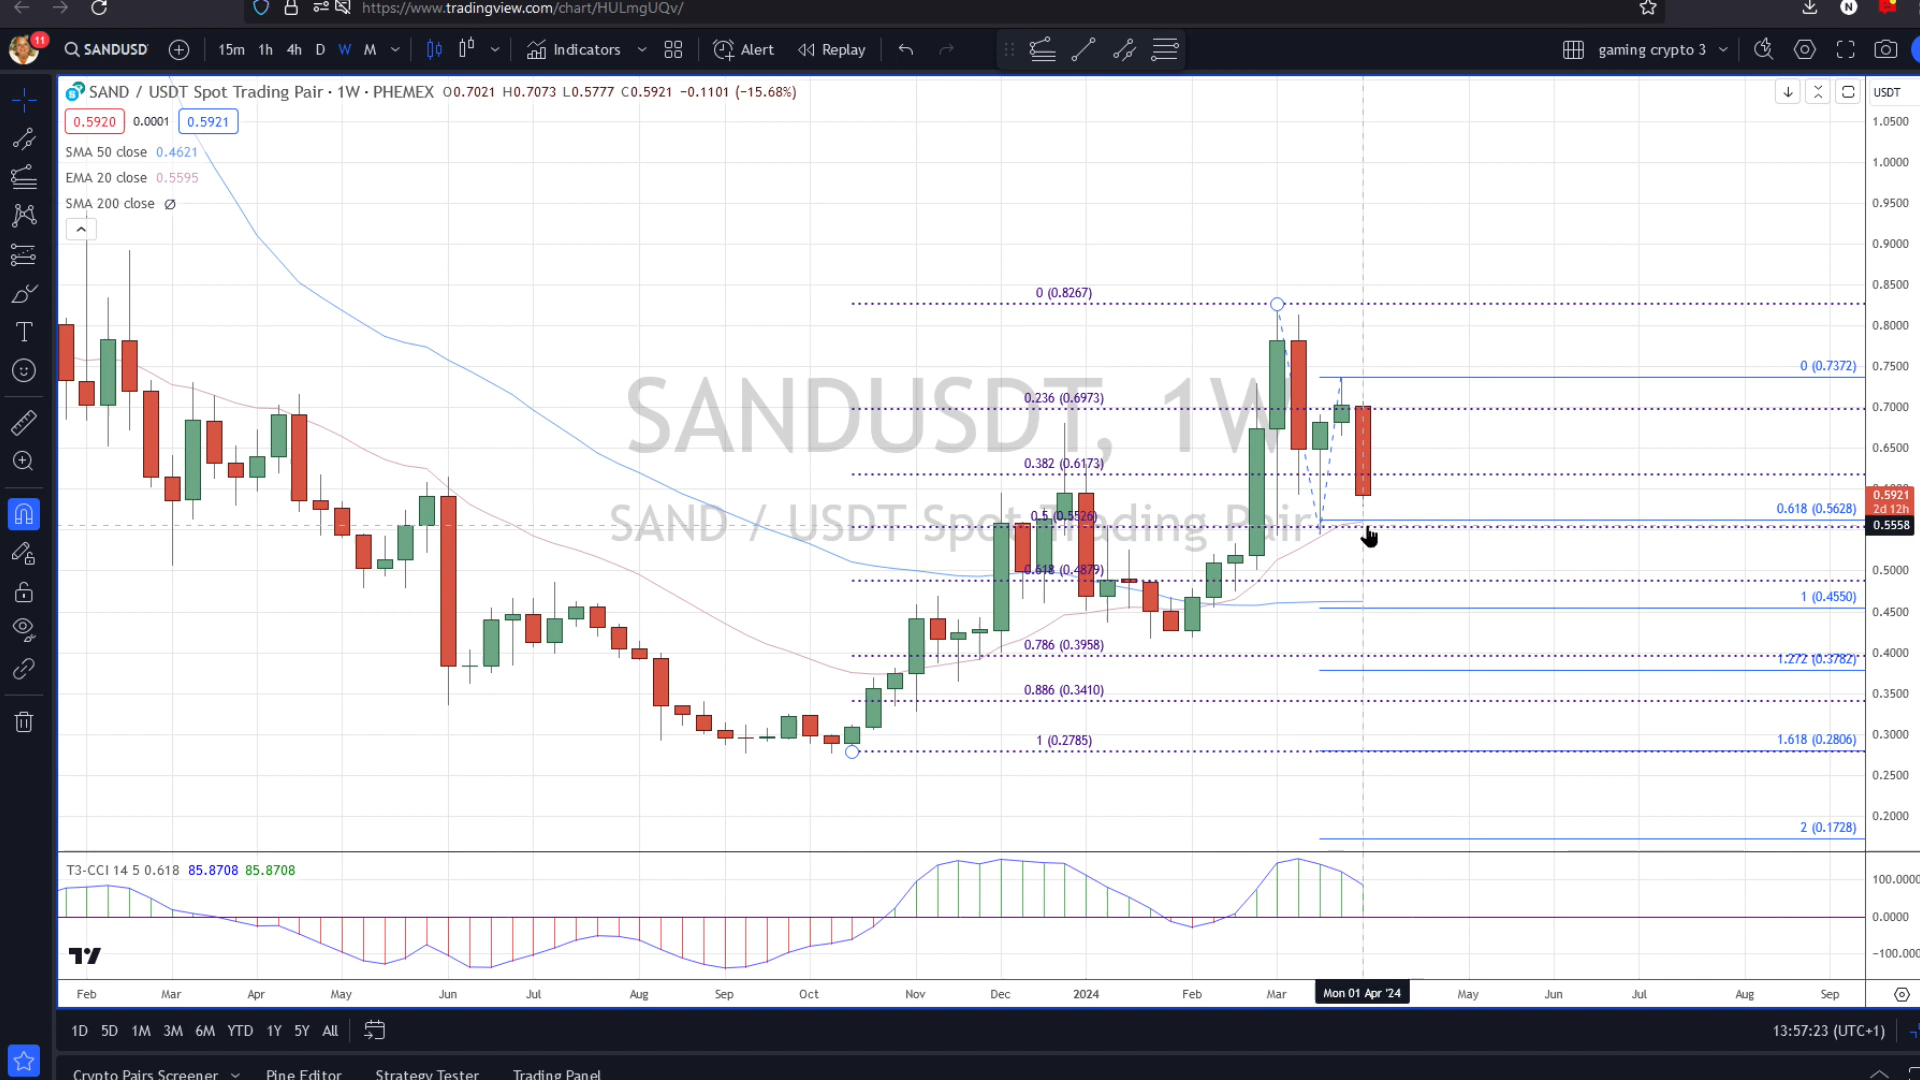 https://www.tradingview.com/chart/HULmgUQv/
11
SANDUSD
15m 1h 4h D W M
Indicators
Alert
Replay
gaming crypto 3
N
SAND / USDT Spot Trading Pair · 1W · PHEMEX O0.7021 H0.7073 L0.5777 C0.5921 −0.1101 (−15.68%)
USDT
0.5920 0.0001 0.5921
SMA 50 close 0.4621
EMA 20 close 0.5595
SMA 200 close ∅
SANDUSDT, 1W
SAND / USDT Spot Trading Pair
0 (0.8267)
0.236 (0.6973)
0.382 (0.6173)
0.5 (0.5526)
0.618 (0.4879)
0.786 (0.3958)
0.886 (0.3410)
1 (0.2785)
0 (0.7372)
0.618 (0.5628)
1 (0.4550)
1.272 (0.3782)
1.618 (0.2806)
2 (0.1728)
1.0500
1.0000
0.9500
0.9000
0.8500
0.8000
0.7500
0.7000
0.6500
0.5921
2d 12h
0.5558
0.5000
0.4500
0.4000
0.3500
0.3000
0.2500
0.2000
T3-CCI 14 5 0.618 85.8708 85.8708
100.0000
0.0000
−100.000
Feb Mar Apr May Jun Jul Aug Sep Oct Nov Dec 2024 Feb Mar Mon 01 Apr '24 May Jun Jul Aug Sep
1D 5D 1M 3M 6M YTD 1Y 5Y All
13:57:23 (UTC+1)
Crypto Pairs Screener Pine Editor Strategy Tester Trading Panel